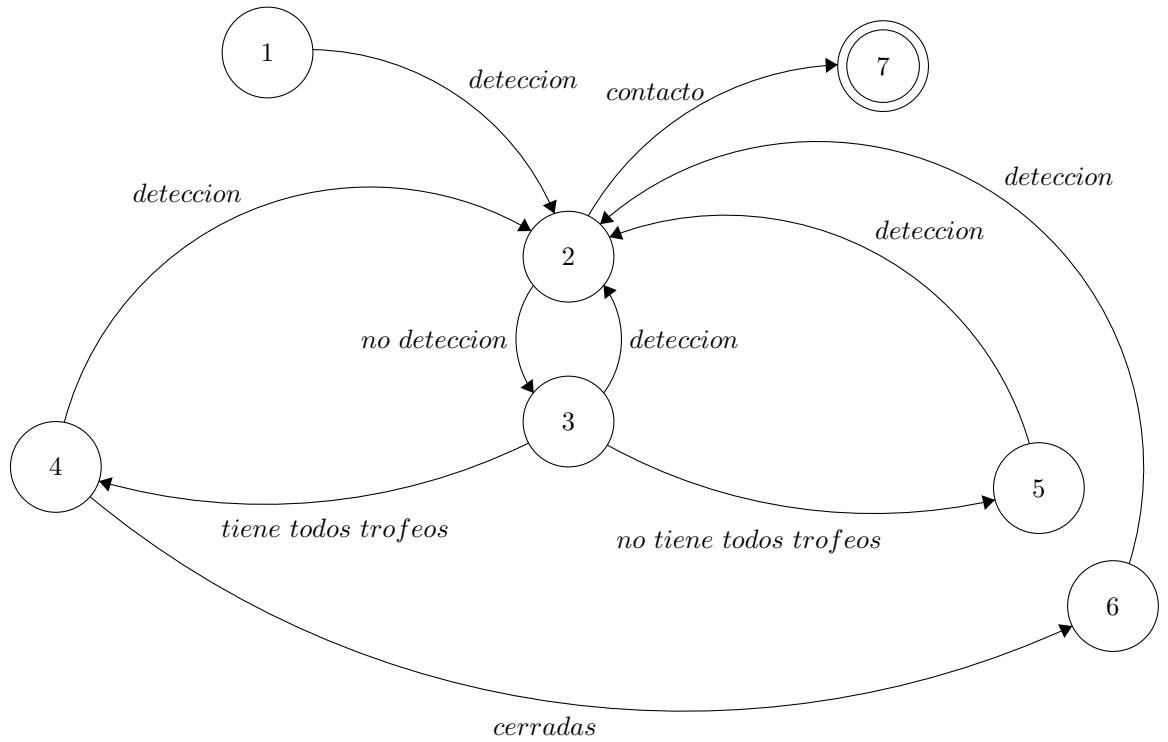 1
7
deteccion
contacto
deteccion
deteccion
deteccion
2
no deteccion
deteccion
3
4
5
tiene todos trofeos
no tiene todos trofeos
6
cerradas